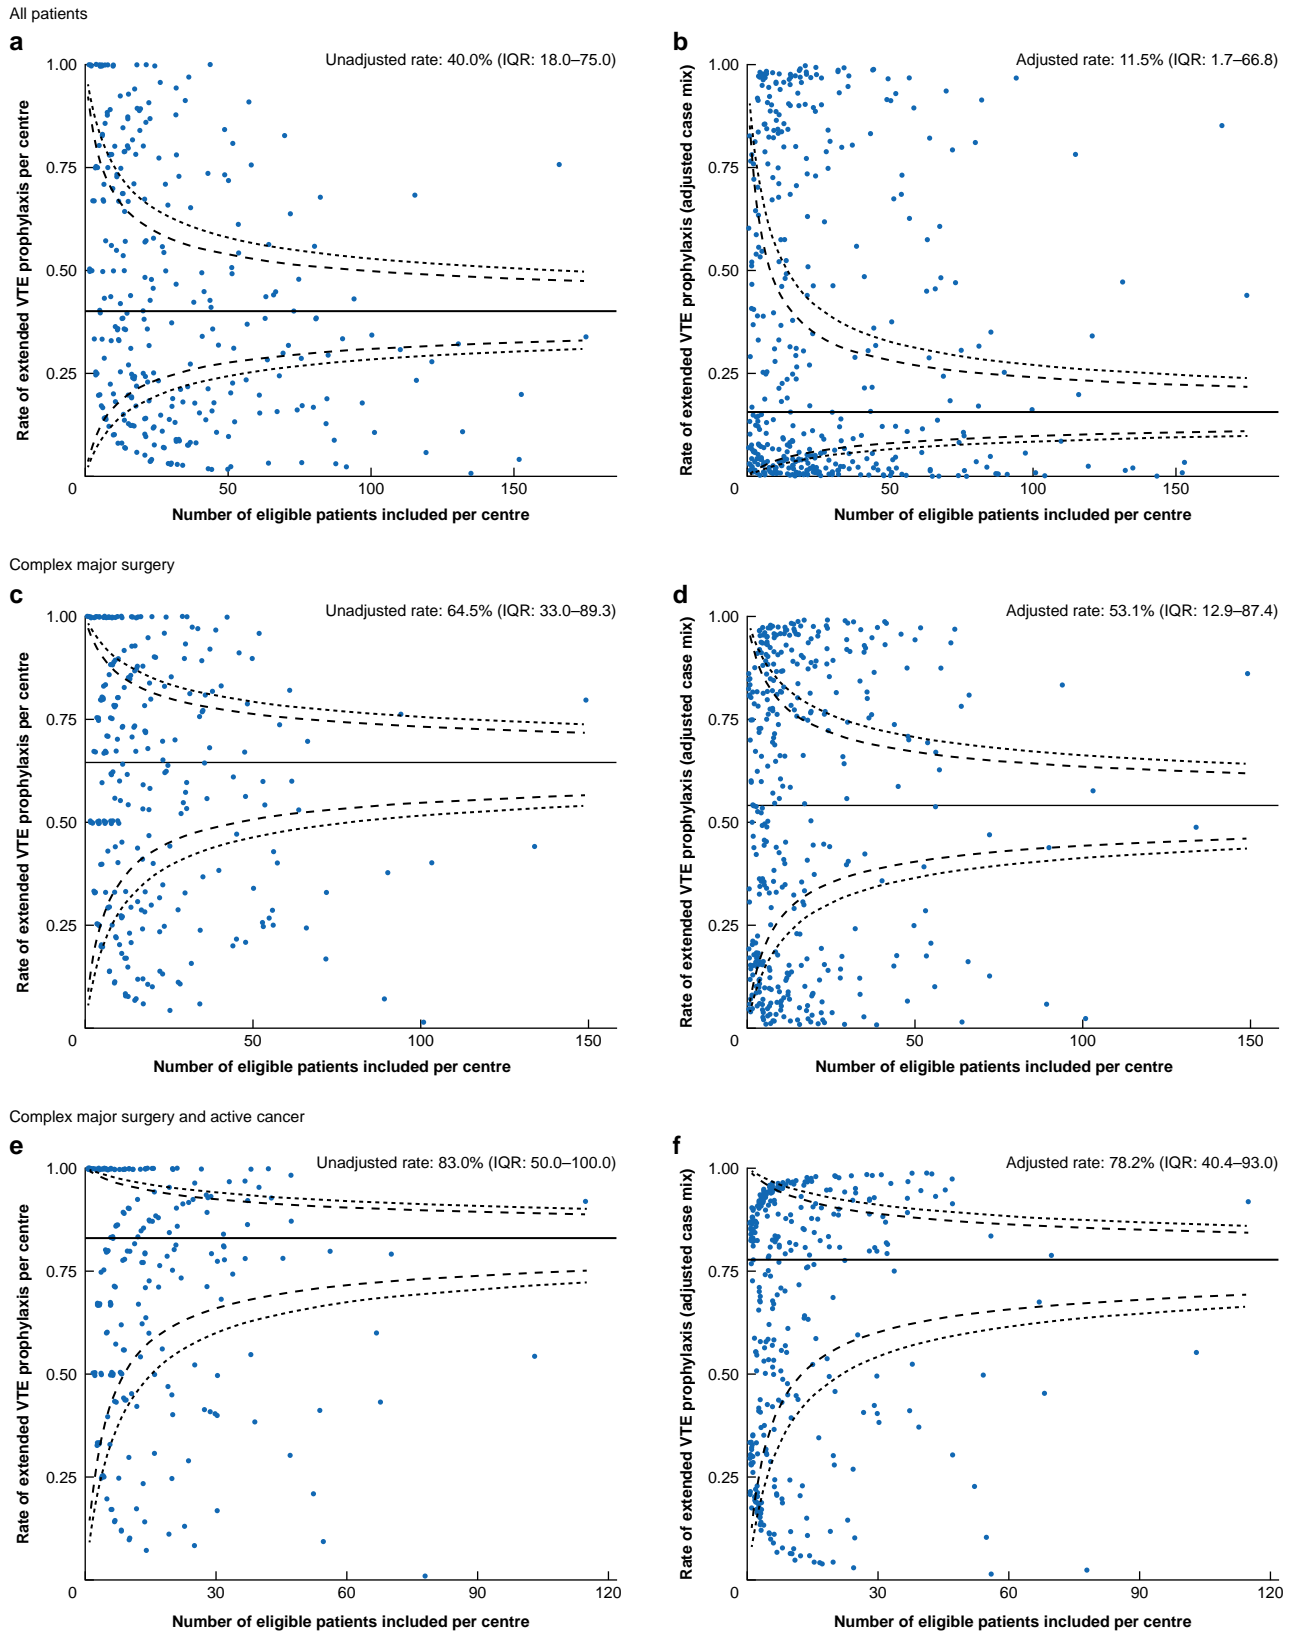 All patients
a
Unadjusted rate: 40.0% (IQR: 18.0–75.0)
Rate of extended VTE prophylaxis per centre
1.00
0.75
0.50
0.25
0
50
100
150
Number of eligible patients included per centre
b
Adjusted rate: 11.5% (IQR: 1.7–66.8)
Rate of extended VTE prophylaxis (adjusted case mix)
1.00
0.75
0.50
0.25
0
50
100
150
Number of eligible patients included per centre
Complex major surgery
c
Unadjusted rate: 64.5% (IQR: 33.0–89.3)
Rate of extended VTE prophylaxis per centre
1.00
0.75
0.50
0.25
0
50
100
150
Number of eligible patients included per centre
d
Adjusted rate: 53.1% (IQR: 12.9–87.4)
Rate of extended VTE prophylaxis (adjusted case mix)
1.00
0.75
0.50
0.25
0
50
100
150
Number of eligible patients included per centre
Complex major surgery and active cancer
e
Unadjusted rate: 83.0% (IQR: 50.0–100.0)
Rate of extended VTE prophylaxis per centre
1.00
0.75
0.50
0.25
0
30
60
90
120
Number of eligible patients included per centre
f
Adjusted rate: 78.2% (IQR: 40.4–93.0)
Rate of extended VTE prophylaxis (adjusted case mix)
1.00
0.75
0.50
0.25
0
30
60
90
120
Number of eligible patients included per centre